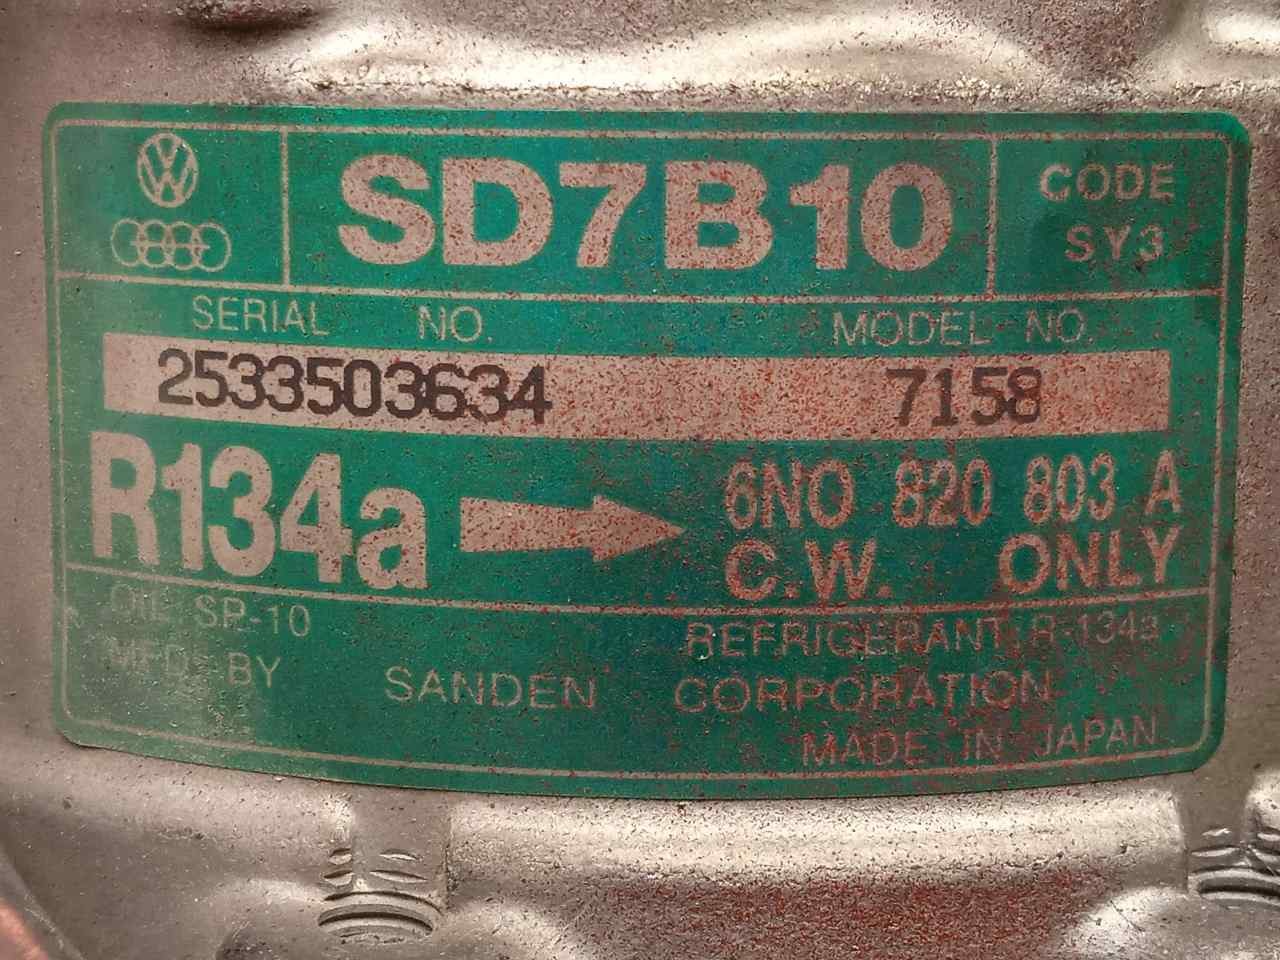 SD7B10
CODE
SY3
SERIAL NO. MODEL NO.
2533503634 7158
R134a 6NO 820 803 A
C.W. ONLY
OIL SP-10 REFRIGERANT R-134a
MFD. BY SANDEN CORPORATION
MADE IN JAPAN